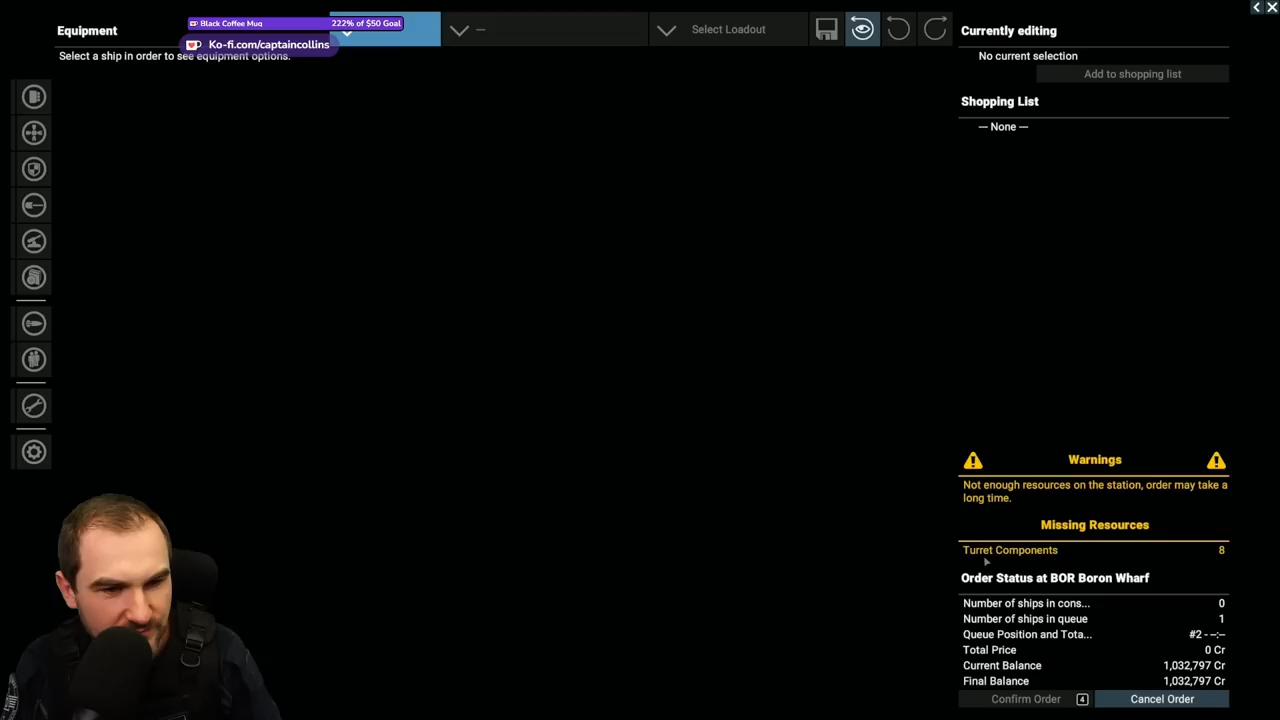 Equipment
Black Coffee Mug
222% of $50 Goal
Ko-fi.com/captaincollins
Select a ship in order to see equipment options.
—
Select Loadout
Currently editing
No current selection
Add to shopping list
Shopping List
— None —
Warnings
Not enough resources on the station, order may take a
long time.
Missing Resources
Turret Components 8
Order Status at BOR Boron Wharf
Number of ships in cons... 0
Number of ships in queue 1
Queue Position and Tota... #2 - --:--
Total Price 0 Cr
Current Balance 1,032,797 Cr
Final Balance 1,032,797 Cr
Confirm Order 4 Cancel Order